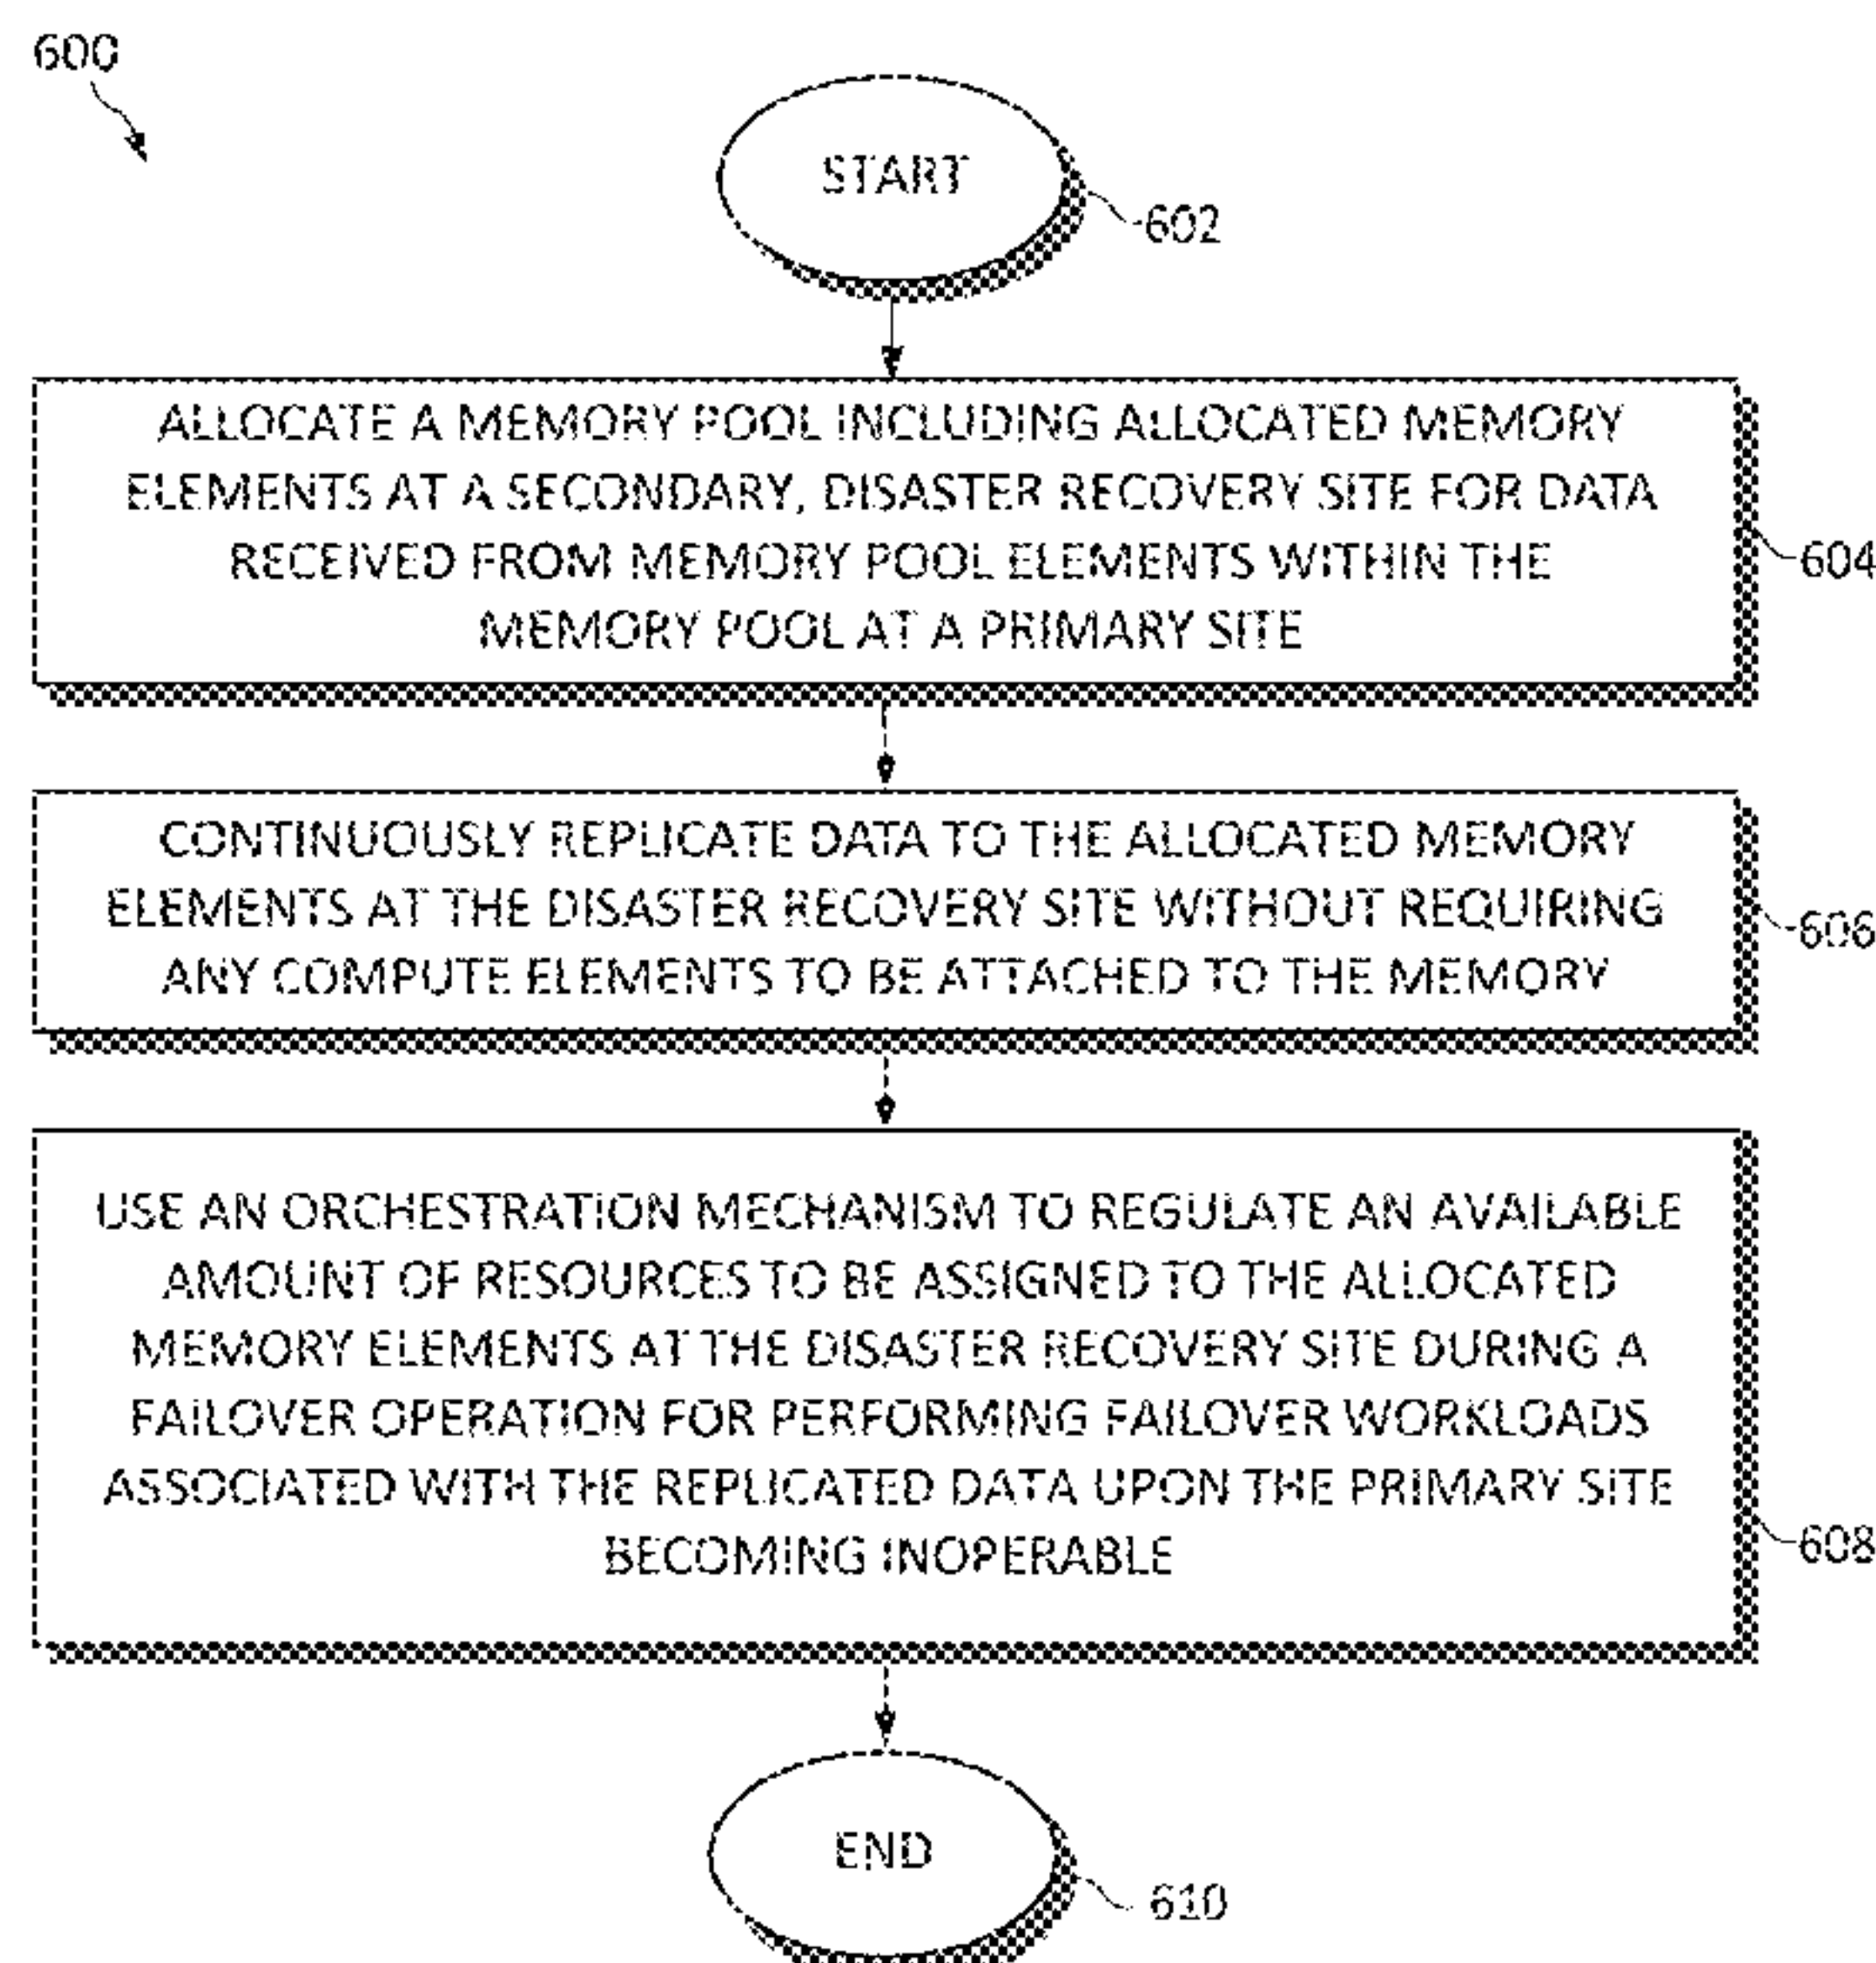 600
START
602
ALLOCATE A MEMORY POOL INCLUDING ALLOCATED MEMORY
ELEMENTS AT A SECONDARY, DISASTER RECOVERY SITE FOR DATA
RECEIVED FROM MEMORY POOL ELEMENTS WITHIN THE
MEMORY POOL AT A PRIMARY SITE
604
CONTINUOUSLY REPLICATE DATA TO THE ALLOCATED MEMORY
ELEMENTS AT THE DISASTER RECOVERY SITE WITHOUT REQUIRING
ANY COMPUTE ELEMENTS TO BE ATTACHED TO THE MEMORY
606
USE AN ORCHESTRATION MECHANISM TO REGULATE AN AVAILABLE
AMOUNT OF RESOURCES TO BE ASSIGNED TO THE ALLOCATED
MEMORY ELEMENTS AT THE DISASTER RECOVERY SITE DURING A
FAILOVER OPERATION FOR PERFORMING FAILOVER WORKLOADS
ASSOCIATED WITH THE REPLICATED DATA UPON THE PRIMARY SITE
BECOMING INOPERABLE
608
END
610